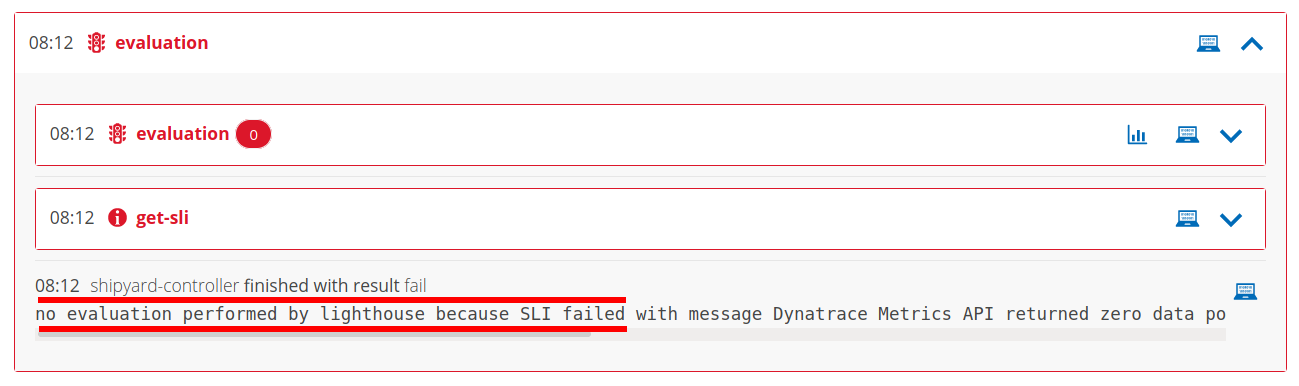 08:12 evaluation
08:12 evaluation 0
08:12 get-sli
08:12 shipyard-controller finished with result fail
no evaluation performed by lighthouse because SLI failed with message Dynatrace Metrics API returned zero data po